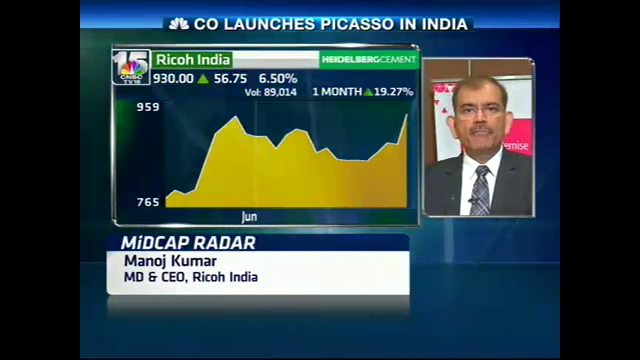 CO LAUNCHES PICASSO IN INDIA
15
CNBC
TV18
Ricoh India
HEIDELBERGCEMENT
930.00 56.75 6.50%
Vol: 89,014 1 MONTH 19.27%
959
765
Jun
MiDCAP RADAR
Manoj Kumar
MD & CEO, Ricoh India